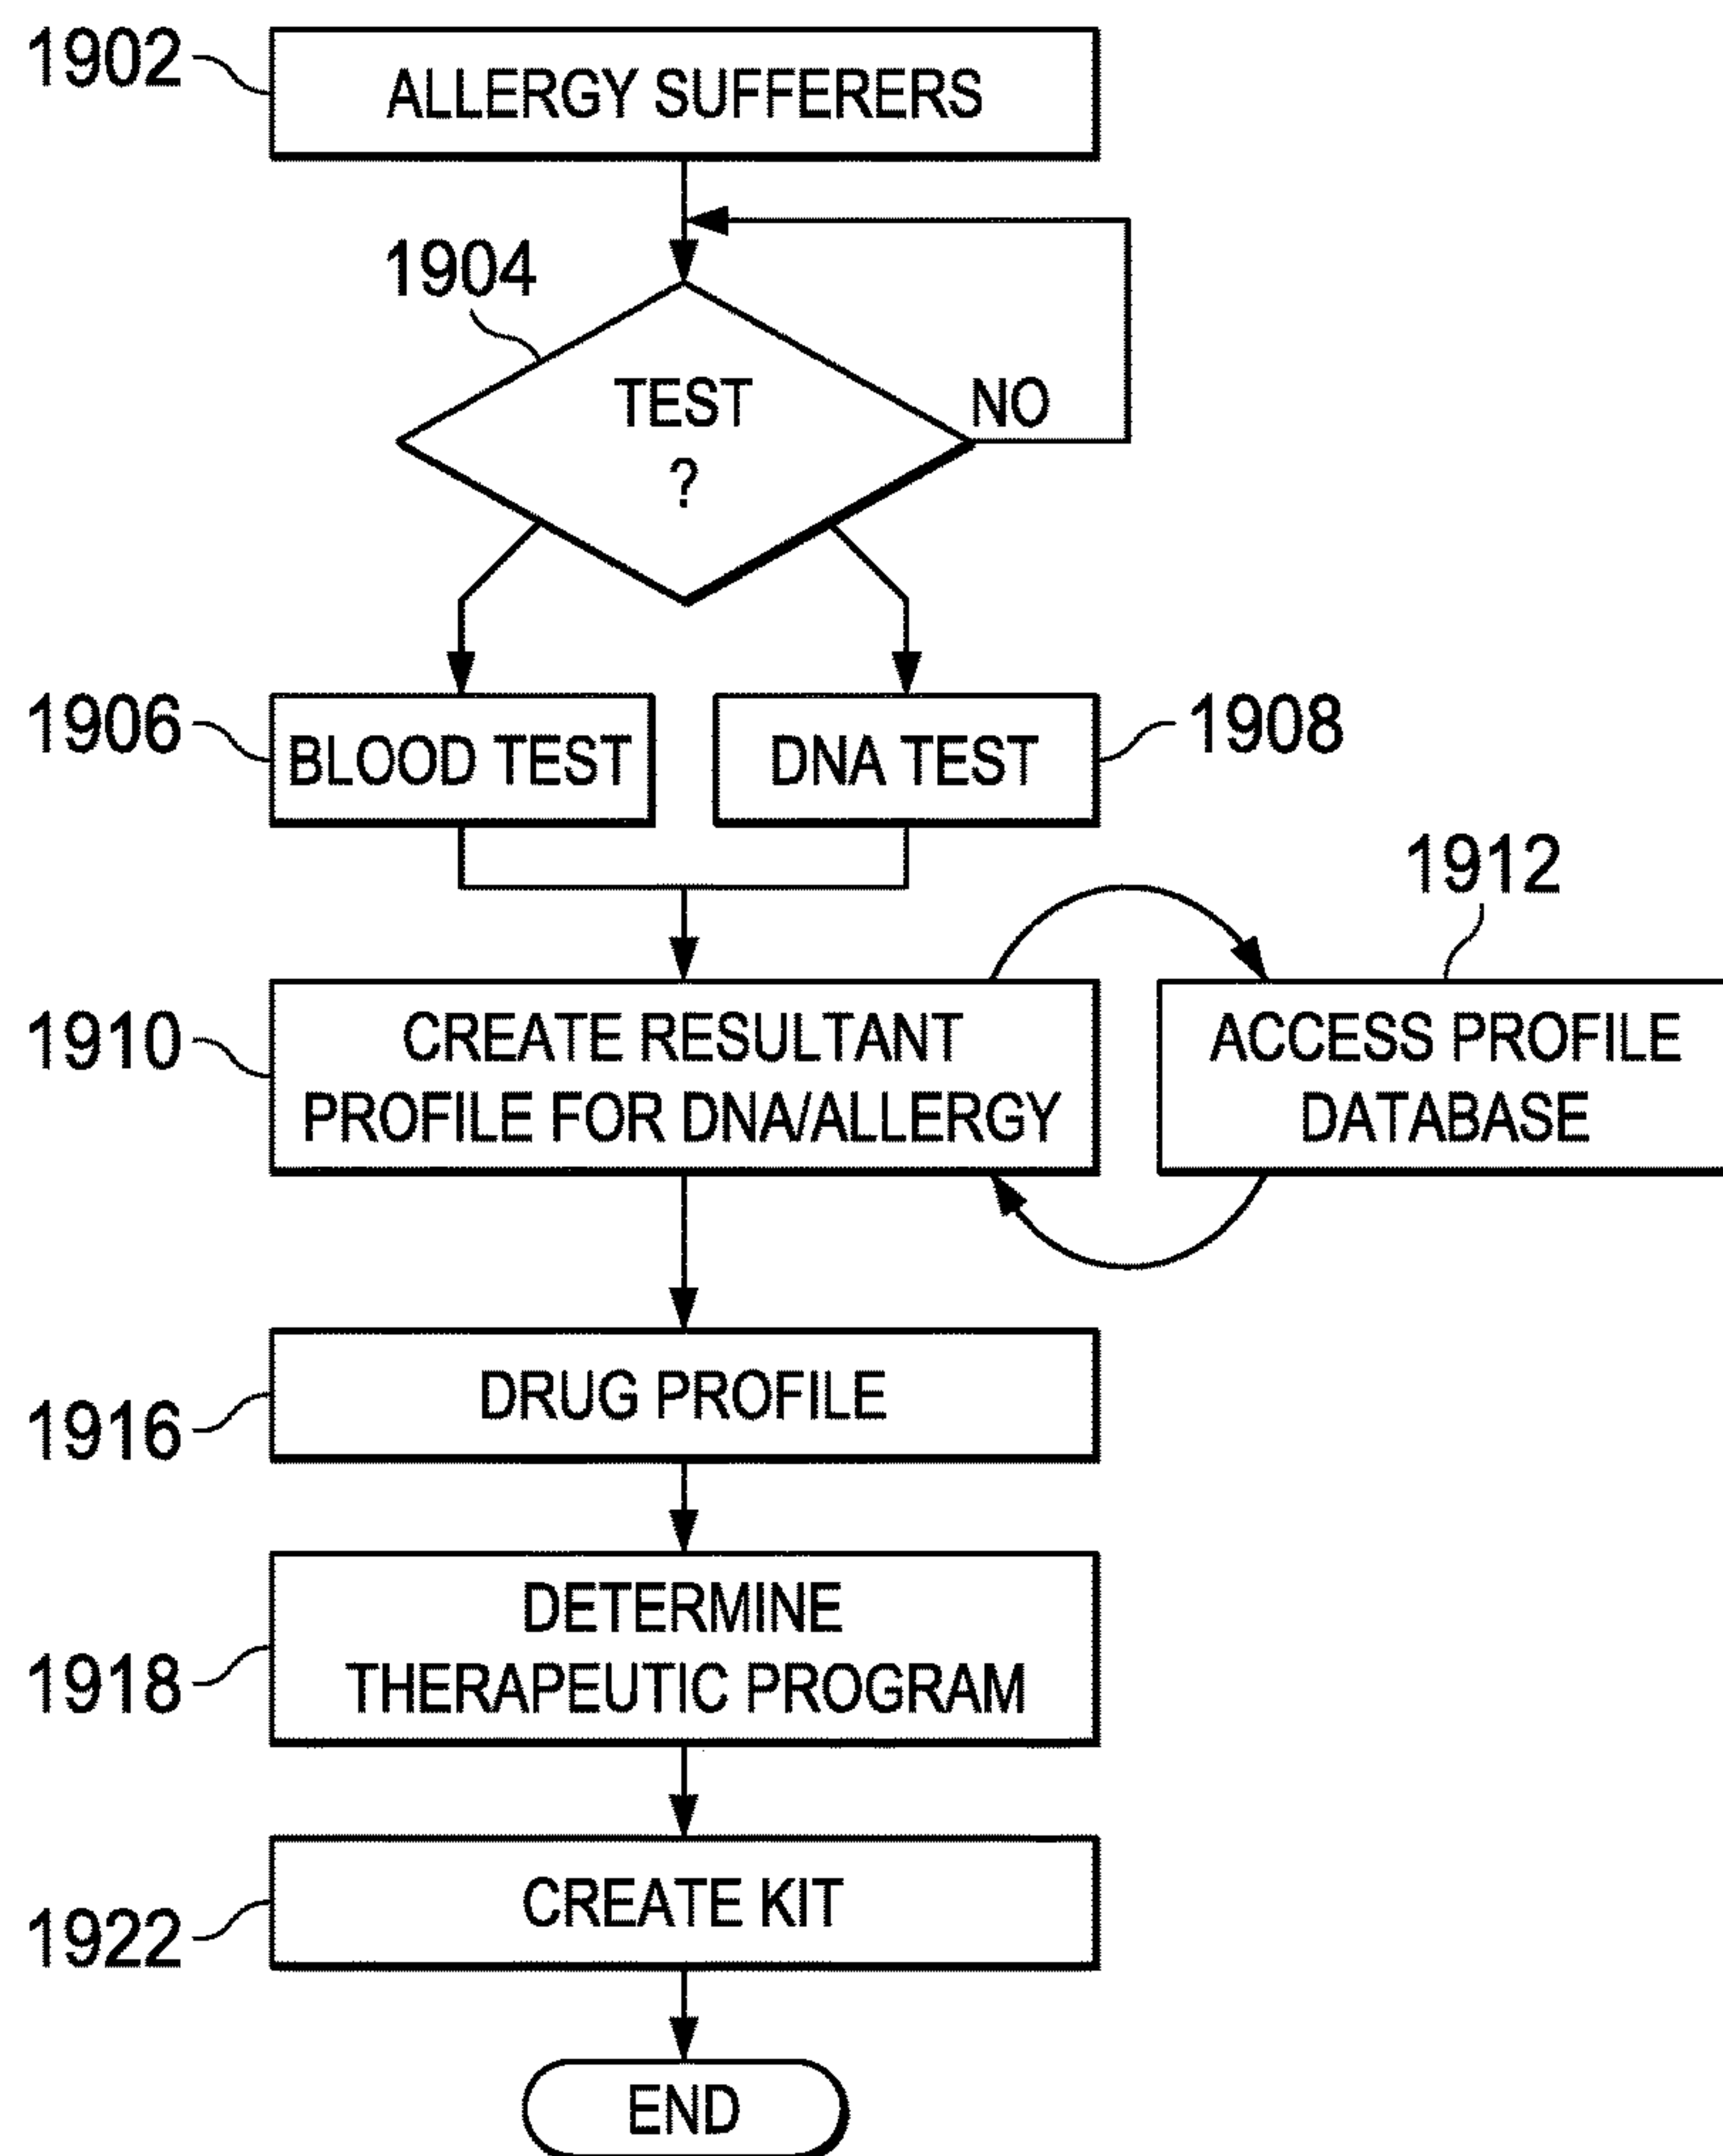 1902
ALLERGY SUFFERERS
1904
TEST
?
NO
1906
BLOOD TEST
DNA TEST
1908
1912
1910
CREATE RESULTANT
PROFILE FOR DNA/ALLERGY
ACCESS PROFILE
DATABASE
DRUG PROFILE
1916
DETERMINE
THERAPEUTIC PROGRAM
1918
CREATE KIT
1922
END